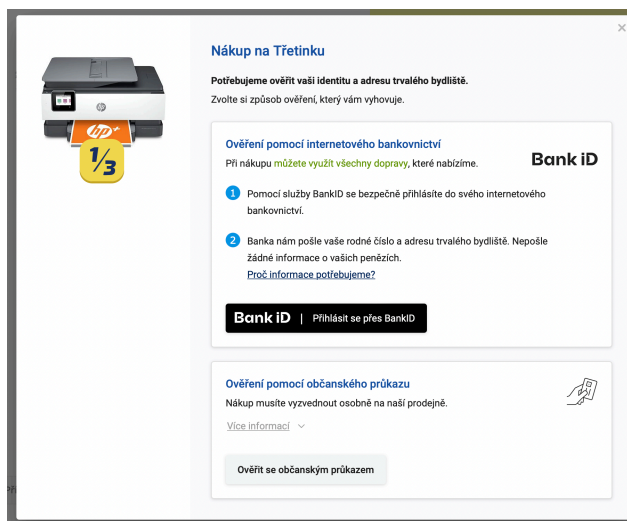 ×
Nákup na Třetinku
Potřebujeme ověřit vaši identitu a adresu trvalého bydliště.
Zvolte si způsob ověření, který vám vyhovuje.
hp
hp+
1/3
Ověření pomocí internetového bankovnictví
Při nákupu můžete využít všechny dopravy, které nabízíme.
Bank iD
1 Pomocí služby BankID se bezpečně přihlásíte do svého internetového
bankovnictví.
2 Banka nám pošle vaše rodné číslo a adresu trvalého bydliště. Nepošle
žádné informace o vašich penězích.
Proč informace potřebujeme?
Bank iD | Přihlásit se přes BankID
Ověření pomocí občanského průkazu
Nákup musíte vyzvednout osobně na naší prodejně.
Více informací
Ověřit se občanským průkazem